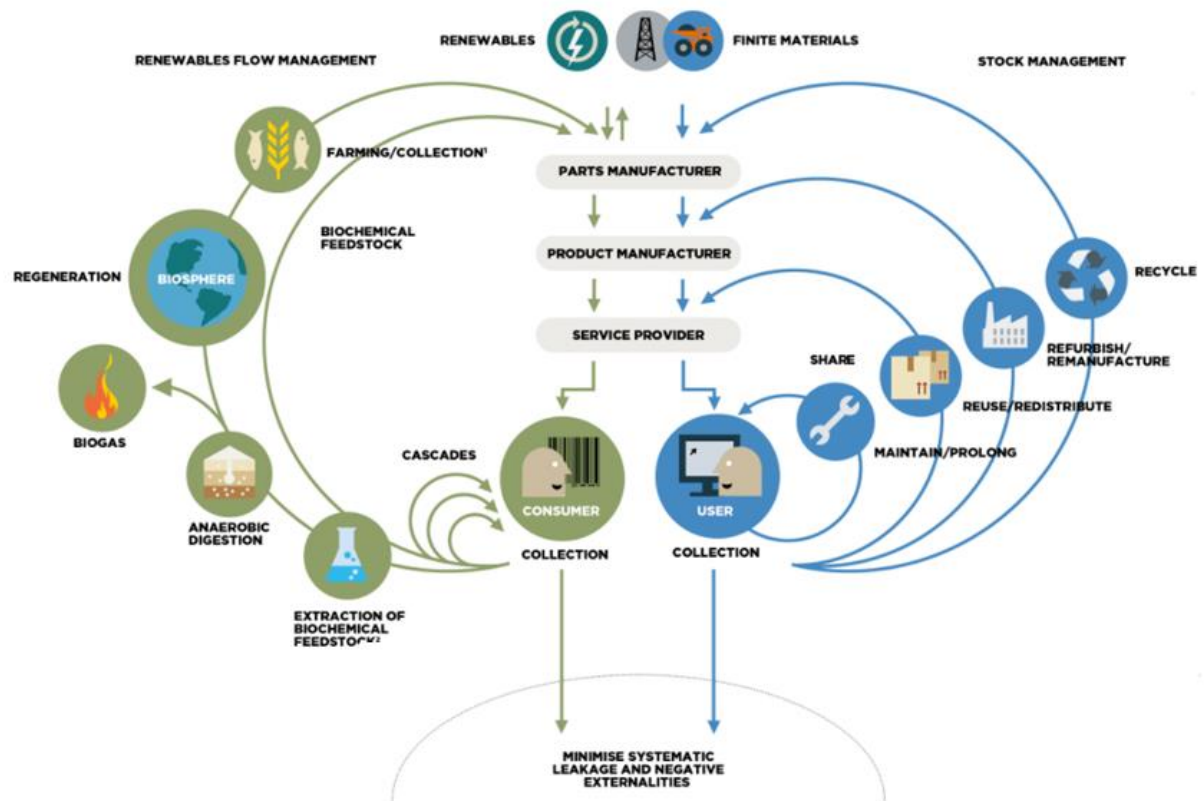 RENEWABLES
FINITE MATERIALS
RENEWABLES FLOW MANAGEMENT
STOCK MANAGEMENT
FARMING/COLLECTION¹
PARTS MANUFACTURER
BIOCHEMICAL
FEEDSTOCK
PRODUCT MANUFACTURER
REGENERATION
BIOSPHERE
RECYCLE
SERVICE PROVIDER
SHARE
REFURBISH/
REMANUFACTURE
REUSE/REDISTRIBUTE
BIOGAS
CASCADES
MAINTAIN/PROLONG
CONSUMER
USER
ANAEROBIC
DIGESTION
COLLECTION
COLLECTION
EXTRACTION OF
BIOCHEMICAL
FEEDSTOCK²
MINIMISE SYSTEMATIC
LEAKAGE AND NEGATIVE
EXTERNALITIES